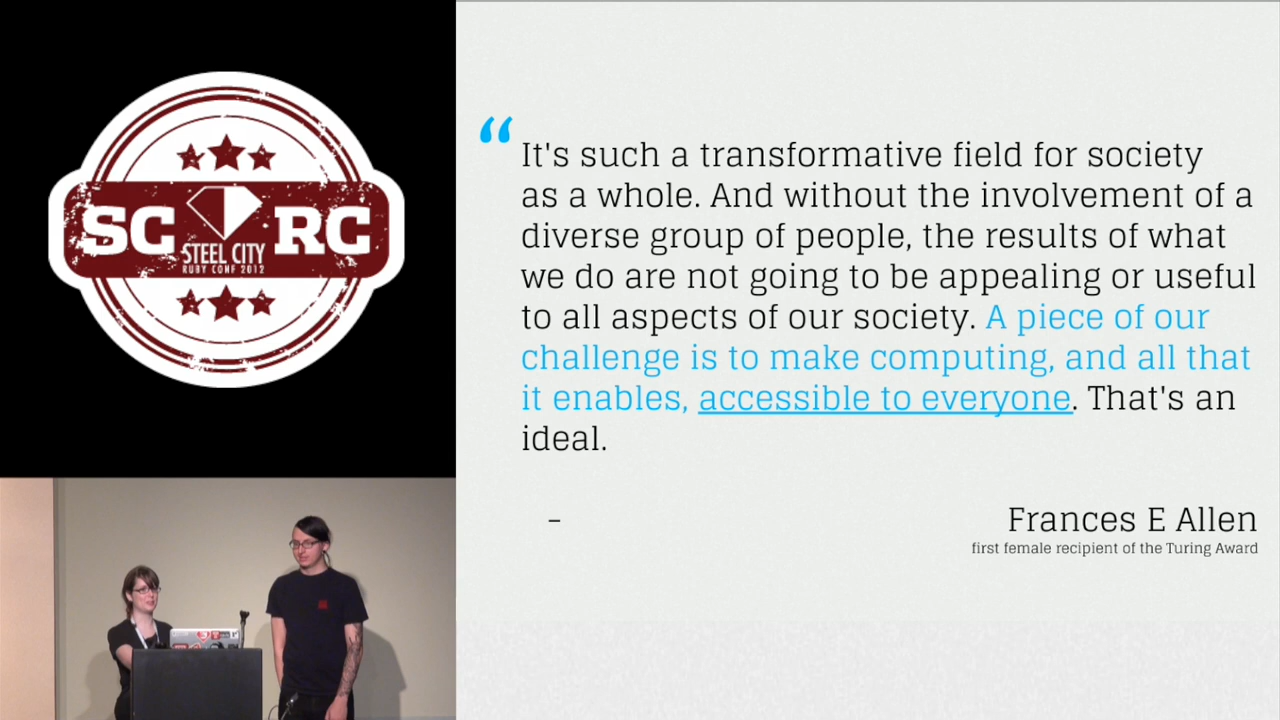 SC RC
STEEL CITY
RUBY CONF 2012
“
It's such a transformative field for society
as a whole. And without the involvement of a
diverse group of people, the results of what
we do are not going to be appealing or useful
to all aspects of our society. A piece of our
challenge is to make computing, and all that
it enables, accessible to everyone. That's an
ideal.
– Frances E Allen
first female recipient of the Turing Award